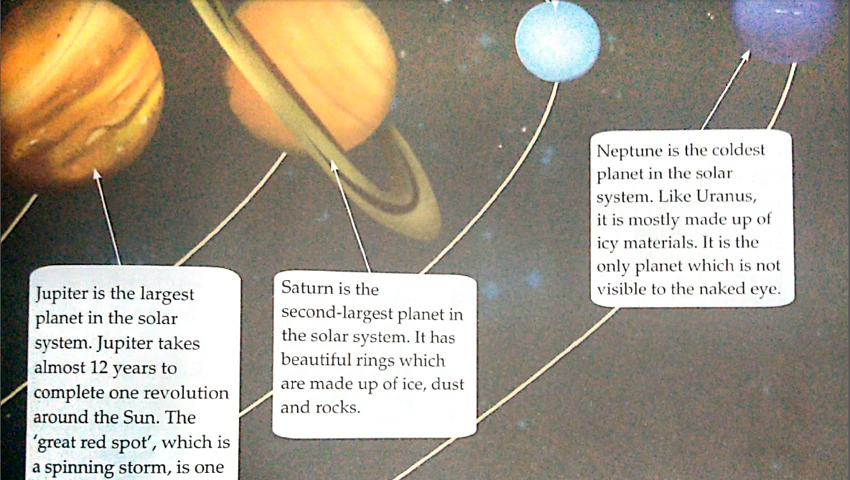 Jupiter is the largest
planet in the solar
system. Jupiter takes
almost 12 years to
complete one revolution
around the Sun. The
‘great red spot’, which is
a spinning storm, is one
Saturn is the
second-largest planet in
the solar system. It has
beautiful rings which
are made up of ice, dust
and rocks.
Neptune is the coldest
planet in the solar
system. Like Uranus,
it is mostly made up of
icy materials. It is the
only planet which is not
visible to the naked eye.